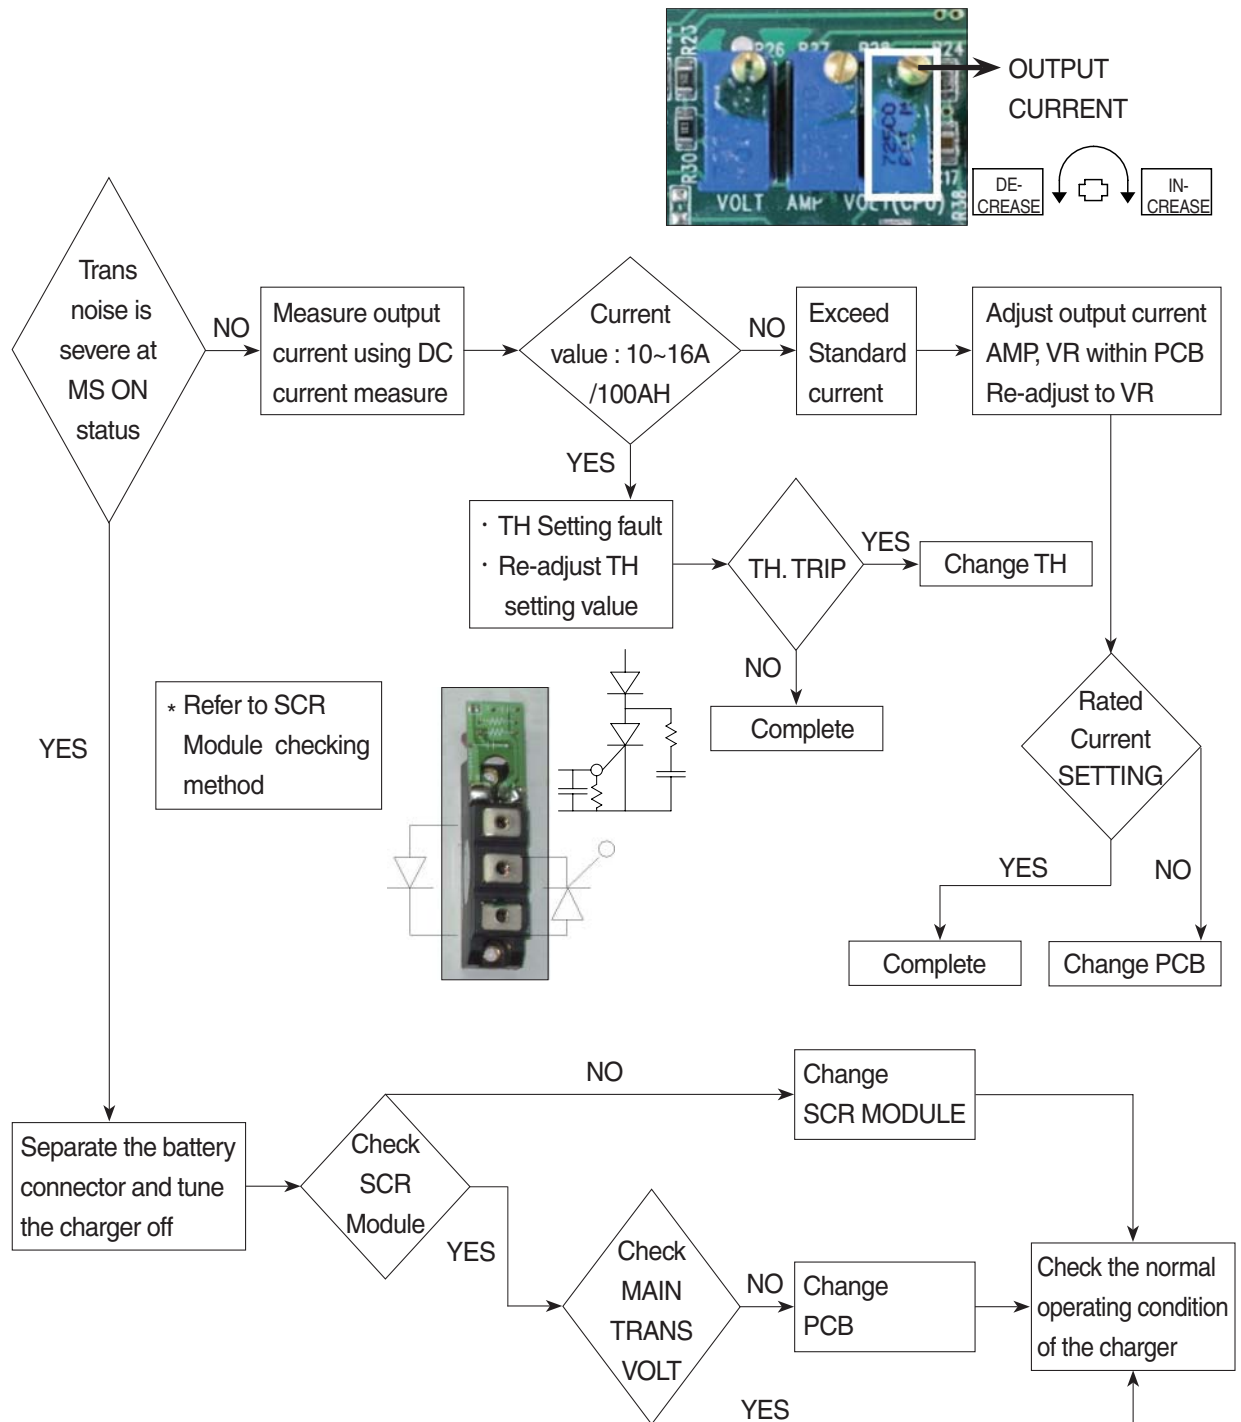 R23
R26 R27 R28 R24
R30
VOLT AMP VOLT(CPU)
R38
OUTPUT
CURRENT
DE-
CREASE
IN-
CREASE
Trans
noise is
severe at
MS ON
status
NO
Measure output
current using DC
current measure
Current
value : 10~16A
/100AH
NO
Exceed
Standard
current
Adjust output current
AMP, VR within PCB
Re-adjust to VR
YES
· TH Setting fault
· Re-adjust TH
setting value
TH. TRIP
YES
Change TH
NO
Complete
YES
* Refer to SCR
Module checking
method
Rated
Current
SETTING
YES
NO
Complete
Change PCB
Separate the battery
connector and tune
the charger off
Check
SCR
Module
NO
Change
SCR MODULE
YES
Check
MAIN
TRANS
VOLT
NO
Change
PCB
Check the normal
operating condition
of the charger
YES